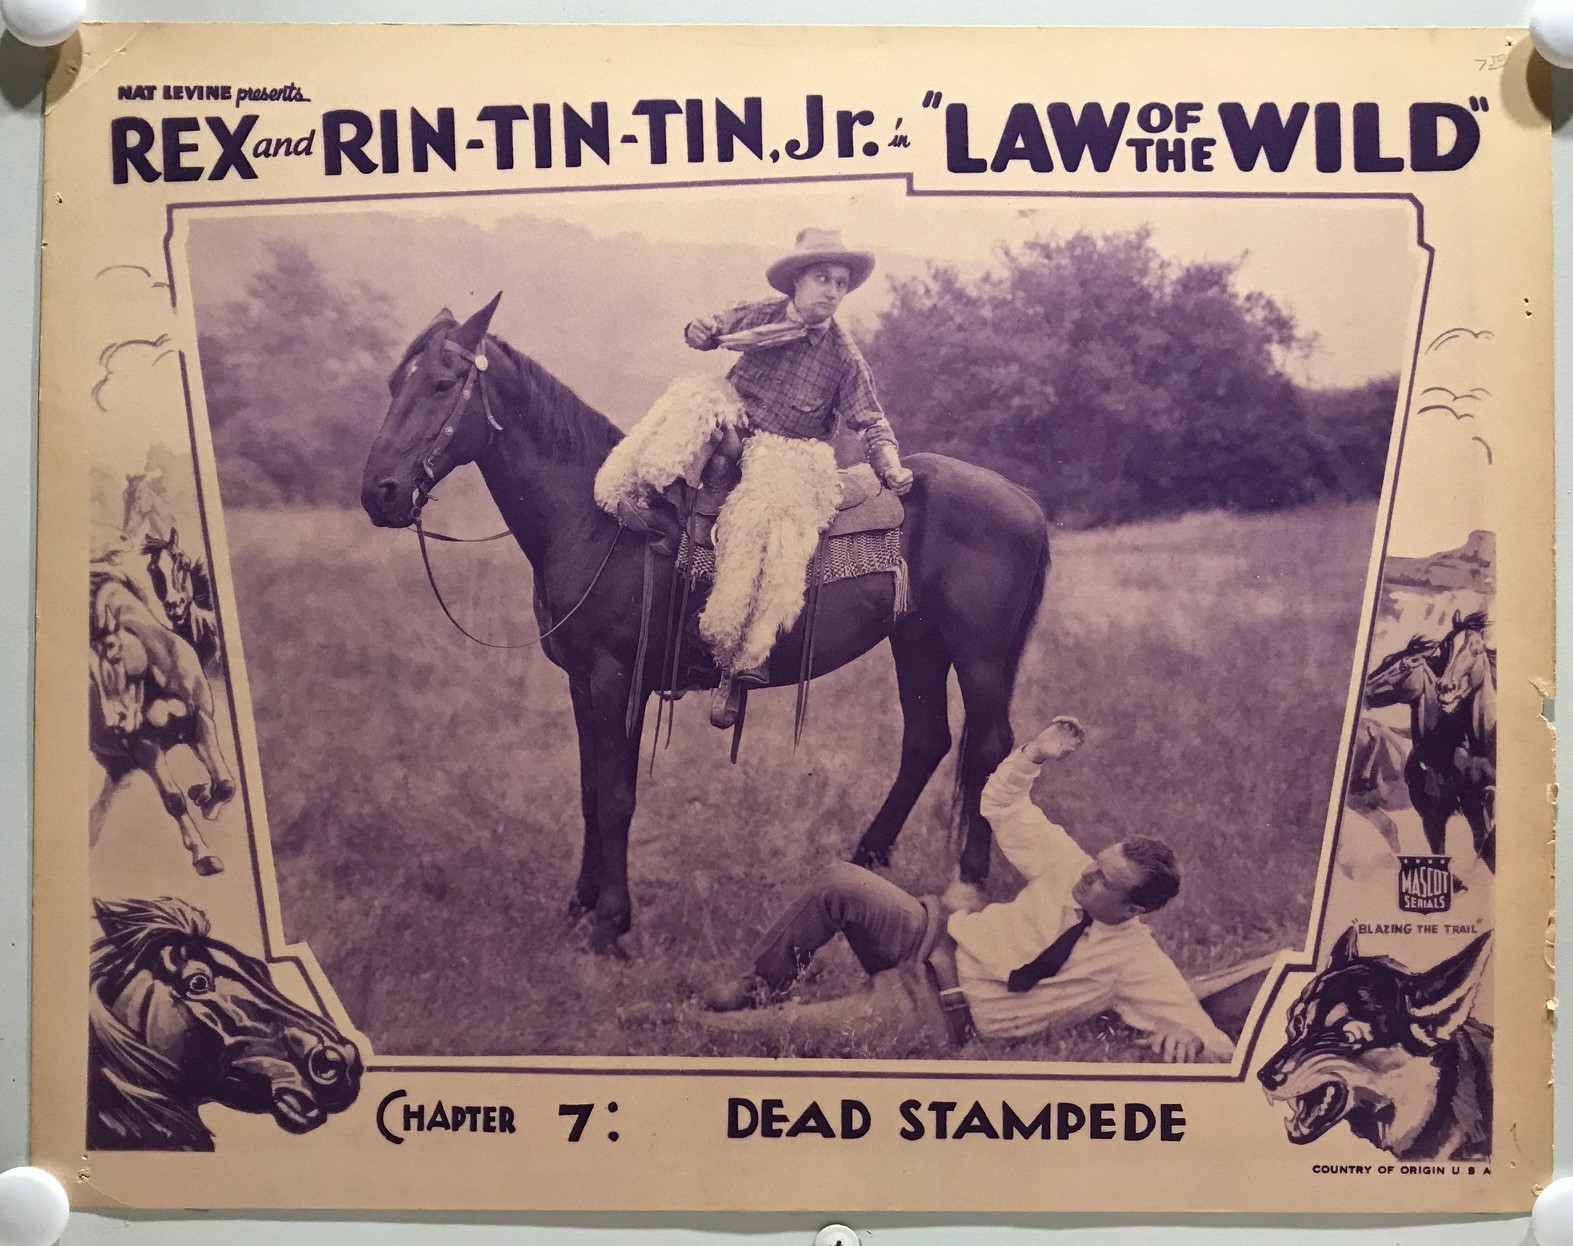 NAT LEVINE presents
REX and RIN-TIN-TIN, Jr. in "LAW OF THE WILD"
MASCOT
SERIALS
"BLAZING THE TRAIL"
CHAPTER 7: DEAD STAMPEDE
COUNTRY OF ORIGIN U S A